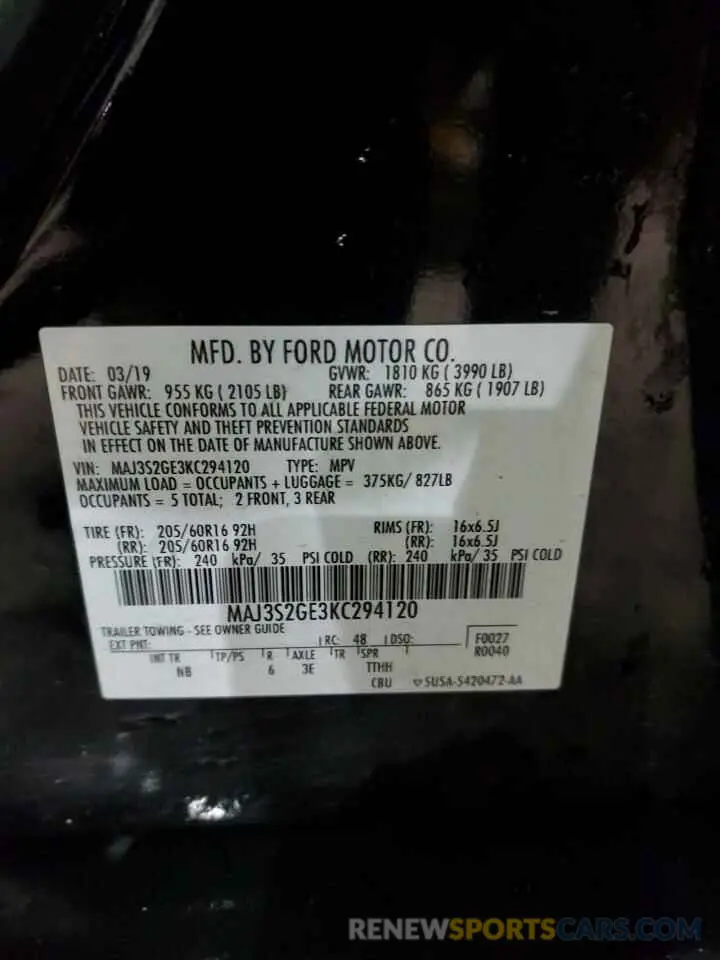 MFD. BY FORD MOTOR CO.
DATE: 03/19 GVWR: 1810 KG ( 3990 LB)
FRONT GAWR: 955 KG ( 2105 LB) REAR GAWR: 865 KG ( 1907 LB)
THIS VEHICLE CONFORMS TO ALL APPLICABLE FEDERAL MOTOR
VEHICLE SAFETY AND THEFT PREVENTION STANDARDS
IN EFFECT ON THE DATE OF MANUFACTURE SHOWN ABOVE.
VIN: MAJ3S2GE3KC294120 TYPE: MPV
MAXIMUM LOAD = OCCUPANTS + LUGGAGE = 375KG/ 827LB
OCCUPANTS = 5 TOTAL; 2 FRONT, 3 REAR
TIRE (FR): 205/60R16 92H RIMS (FR): 16x6.5J
(RR): 205/60R16 92H (RR): 16x6.5J
PRESSURE (FR): 240 kPa/ 35 PSI COLD (RR): 240 kPa/ 35 PSI COLD
MAJ3S2GE3KC294120
TRAILER TOWING - SEE OWNER GUIDE
EXT PNT: RC: 48 DSO: F0027
R0040
INT TR TP/PS R AXLE TR SPR
NB 6 3E TTHH
CBU SU5A-5420472-AA
RENEWSPORTSCARS.COM